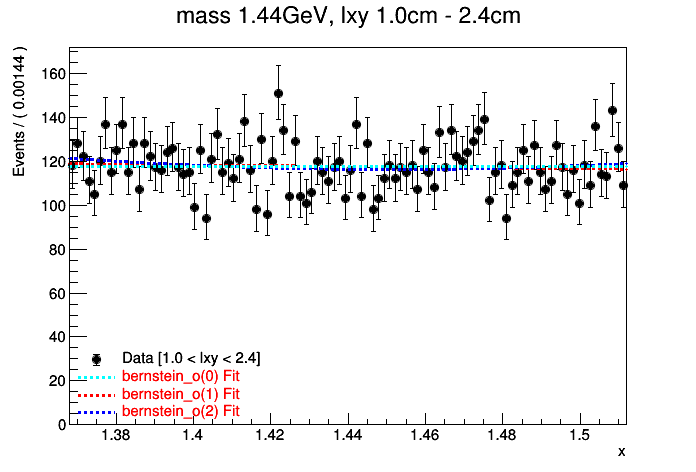 mass 1.44GeV, lxy 1.0cm - 2.4cm
Events / ( 0.00144 )
160
140
120
100
80
60
40
20
0
Data [1.0 < lxy < 2.4]
bernstein_o(0) Fit
bernstein_o(1) Fit
bernstein_o(2) Fit
1.38 1.4 1.42 1.44 1.46 1.48 1.5
x